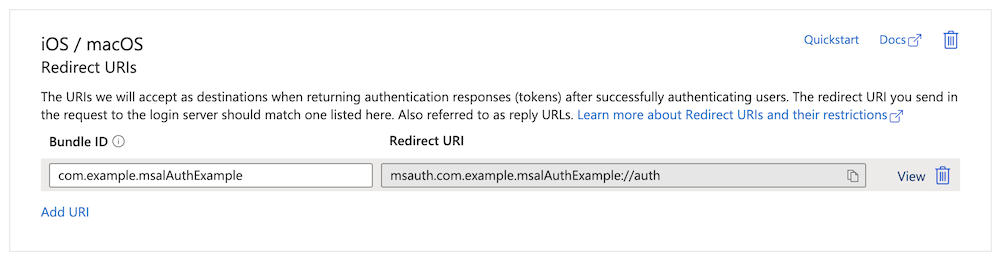 iOS / macOS
Quickstart
Docs
Redirect URIs
The URIs we will accept as destinations when returning authentication responses (tokens) after successfully authenticating users. The redirect URI you send in
the request to the login server should match one listed here. Also referred to as reply URLs. Learn more about Redirect URIs and their restrictions
Bundle ID
Redirect URI
com.example.msalAuthExample
msauth.com.example.msalAuthExample://auth
View
Add URI